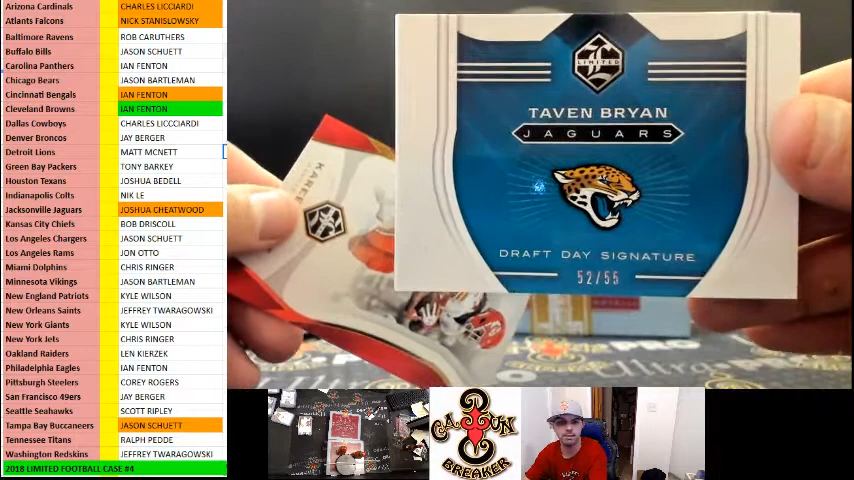 Arizona Cardinals CHARLES LICCIARDI
Atlants Falcons NICK STANISLOWSKY
Baltimore Ravens ROB CARUTHERS
Buffalo Bills JASON SCHUETT
Carolina Panthers IAN FENTON
Chicago Bears JASON BARTLEMAN
Cincinnati Bengals IAN FENTON
Cleveland Browns IAN FENTON
Dallas Cowboys CHARLES LICCCIARDI
Denver Broncos JAY BERGER
Detroit Lions MATT MCNETT
Green Bay Packers TONY BARKEY
Houston Texans JOSHUA BEDELL
Indianapolis Colts NIK LE
Jacksonville Jaguars JOSHUA CHEATWOOD
Kansas City Chiefs BOB DRISCOLL
Los Angeles Chargers JASON SCHUETT
Los Angeles Rams JON OTTO
Miami Dolphins CHRIS RINGER
Minnesota Vikings JASON BARTLEMAN
New England Patriots KYLE WILSON
New Orleans Saints JEFFREY TWARAGOWSKI
New York Giants KYLE WILSON
New York Jets CHRIS RINGER
Oakland Raiders LEN KIERZEK
Philadelphia Eagles IAN FENTON
Pittsburgh Steelers COREY ROGERS
San Francisco 49ers JAY BERGER
Seattle Seahawks SCOTT RIPLEY
Tampa Bay Buccaneers JASON SCHUETT
Tennessee Titans RALPH PEDDE
Washington Redskins JEFFREY TWARAGOWSKI
2018 LIMITED FOOTBALL CASE #4
LIMITED
TAVEN BRYAN
JAGUARS
DRAFT DAY SIGNATURE
52/55
CAJUN
BREAKER